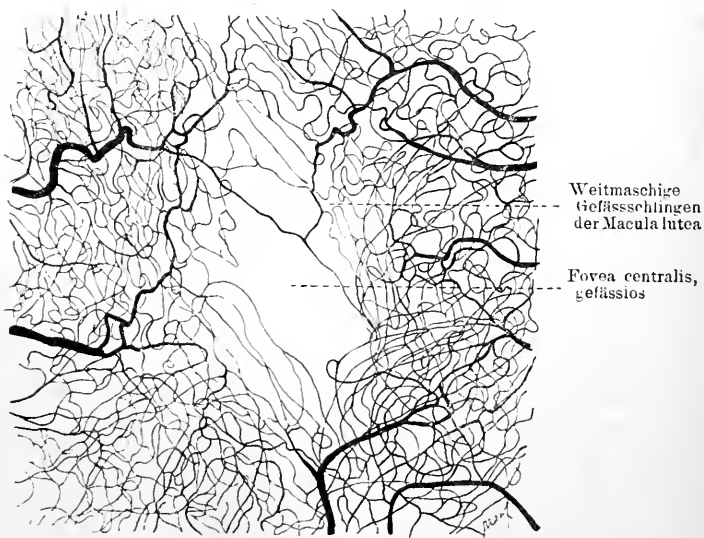 Weitmaschige
Gefässschlingen
der Macula lutea
Fovea centralis,
gefässlos